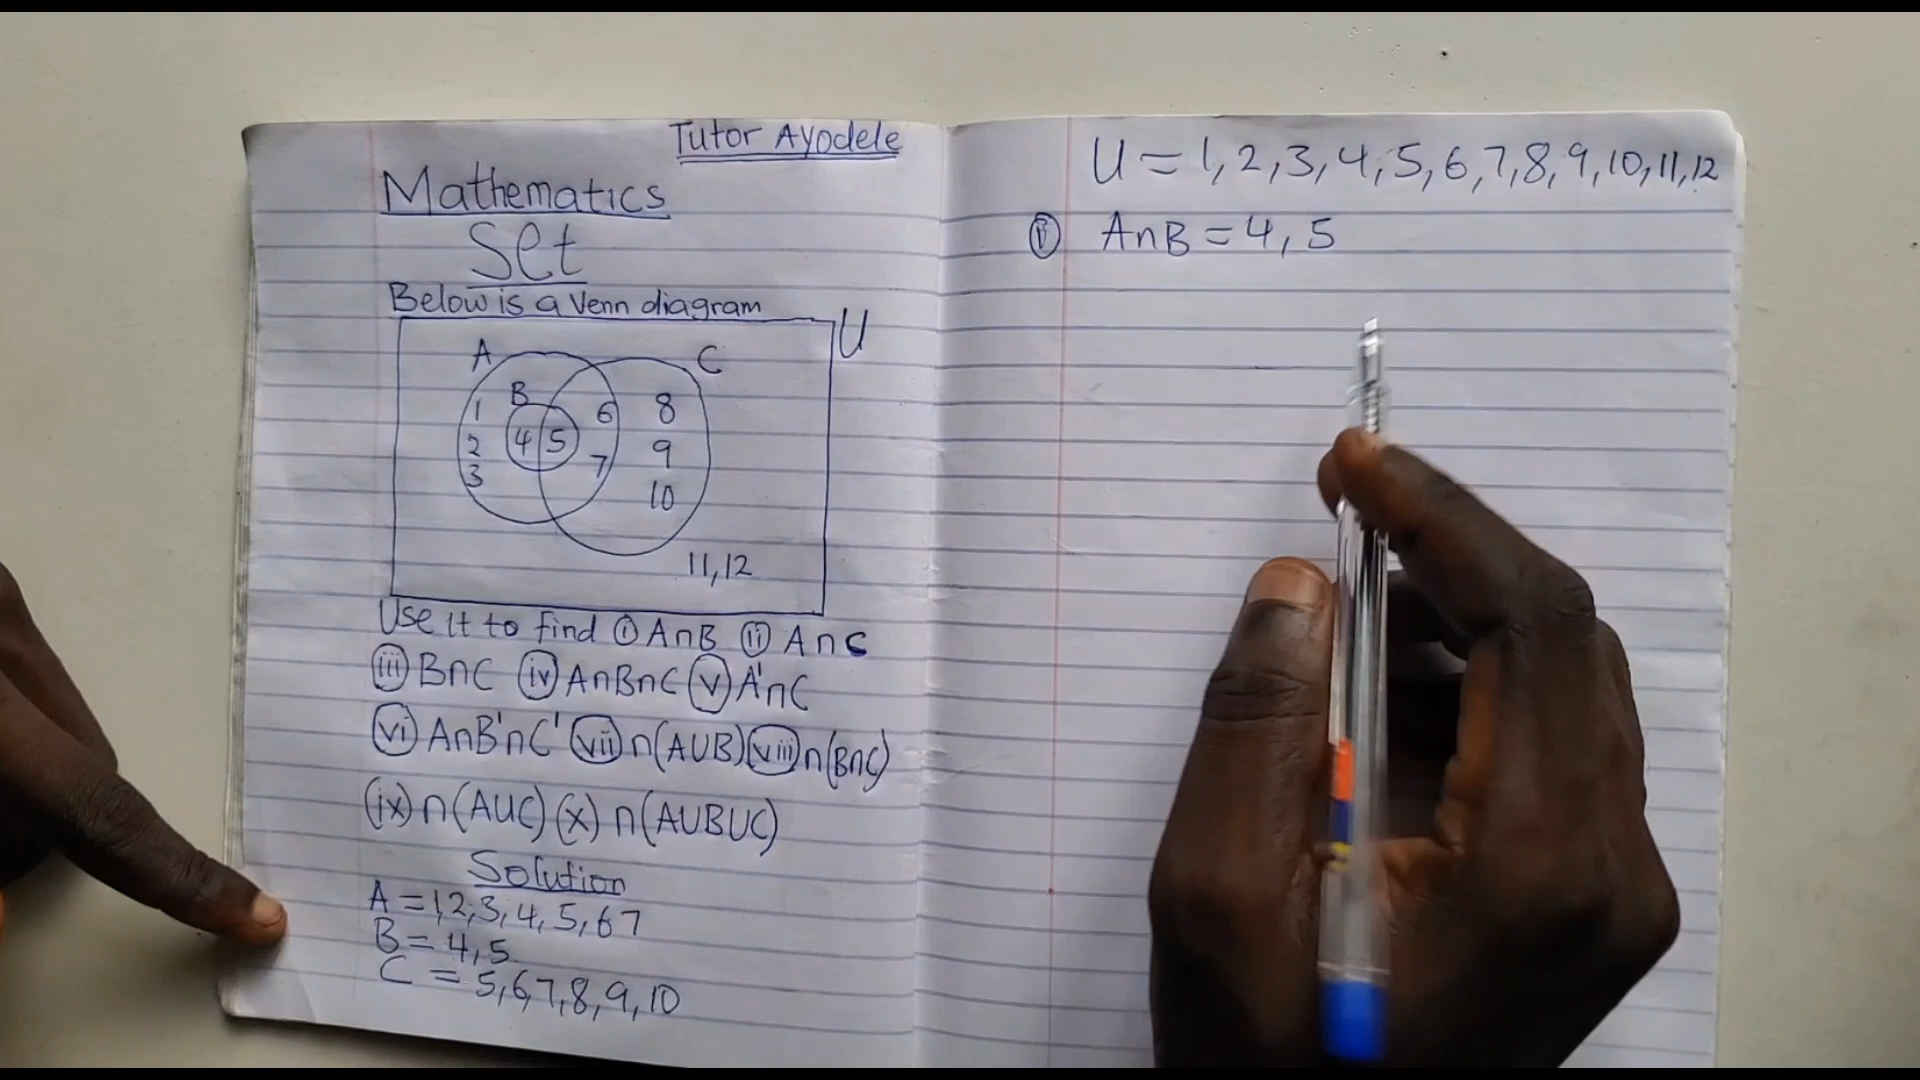 Tutor Ayodele
Mathematics
Set
Below is a Venn diagram
U
A
C
B
1
6
8
2
4
5
9
3
7
10
11,12
Use it to find (i) A∩B (ii) A∩C
(iii) B∩C (iv) A∩B∩C (v) A'∩C
(vi) A∩B'∩C' (vii) n(AUB) (viii) n(B∩C)
(ix) n(AUC) (x) n(AUBUC)
Solution
A = 1,2,3,4,5,6 7
B = 4,5
C = 5,6,7,8,9,10
U = 1,2,3,4,5,6,7,8,9,10,11,12
(i) A∩B = 4,5